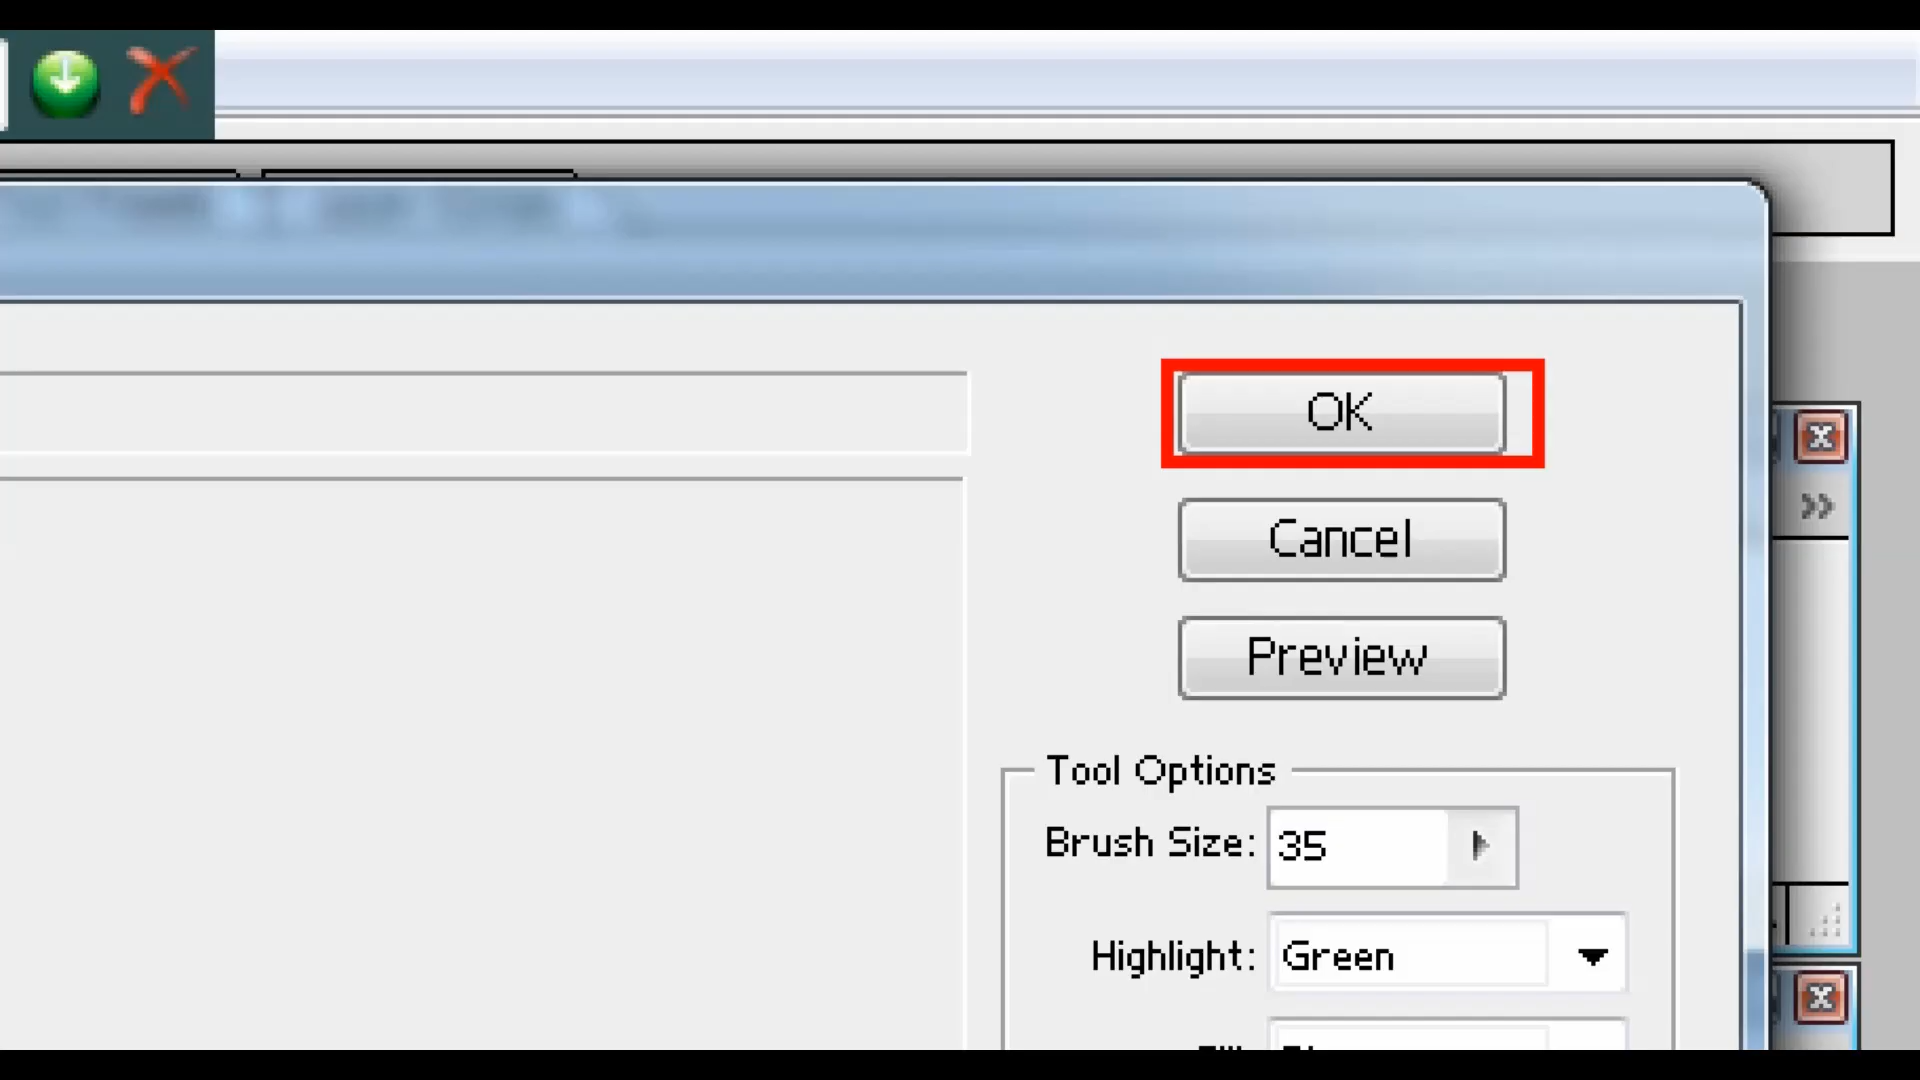 OK
Cancel
Preview
Tool Options
Brush Size: 35
Highlight: Green